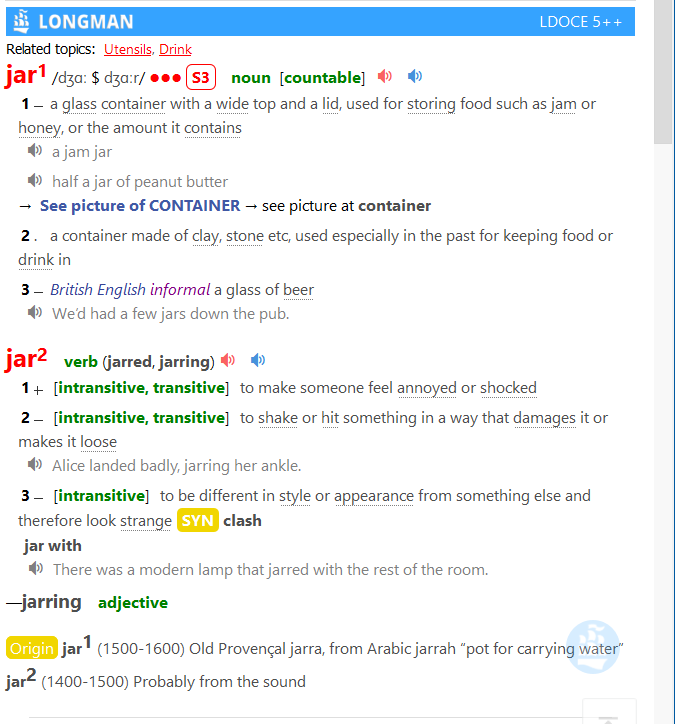 LONGMAN LDOCE 5++
Related topics: Utensils, Drink
jar1 /dʒɑː $ dʒɑːr/ ●●● S3 noun [countable]
1 – a glass container with a wide top and a lid, used for storing food such as jam or
honey, or the amount it contains
a jam jar
half a jar of peanut butter
→ See picture of CONTAINER → see picture at container
2 . a container made of clay, stone etc, used especially in the past for keeping food or
drink in
3 – British English informal a glass of beer
We’d had a few jars down the pub.
jar2 verb (jarred, jarring)
1 + [intransitive, transitive] to make someone feel annoyed or shocked
2 – [intransitive, transitive] to shake or hit something in a way that damages it or
makes it loose
Alice landed badly, jarring her ankle.
3 – [intransitive] to be different in style or appearance from something else and
therefore look strange SYN clash
jar with
There was a modern lamp that jarred with the rest of the room.
—jarring adjective
Origin jar1 (1500-1600) Old Provençal jarra, from Arabic jarrah “pot for carrying water”
jar2 (1400-1500) Probably from the sound